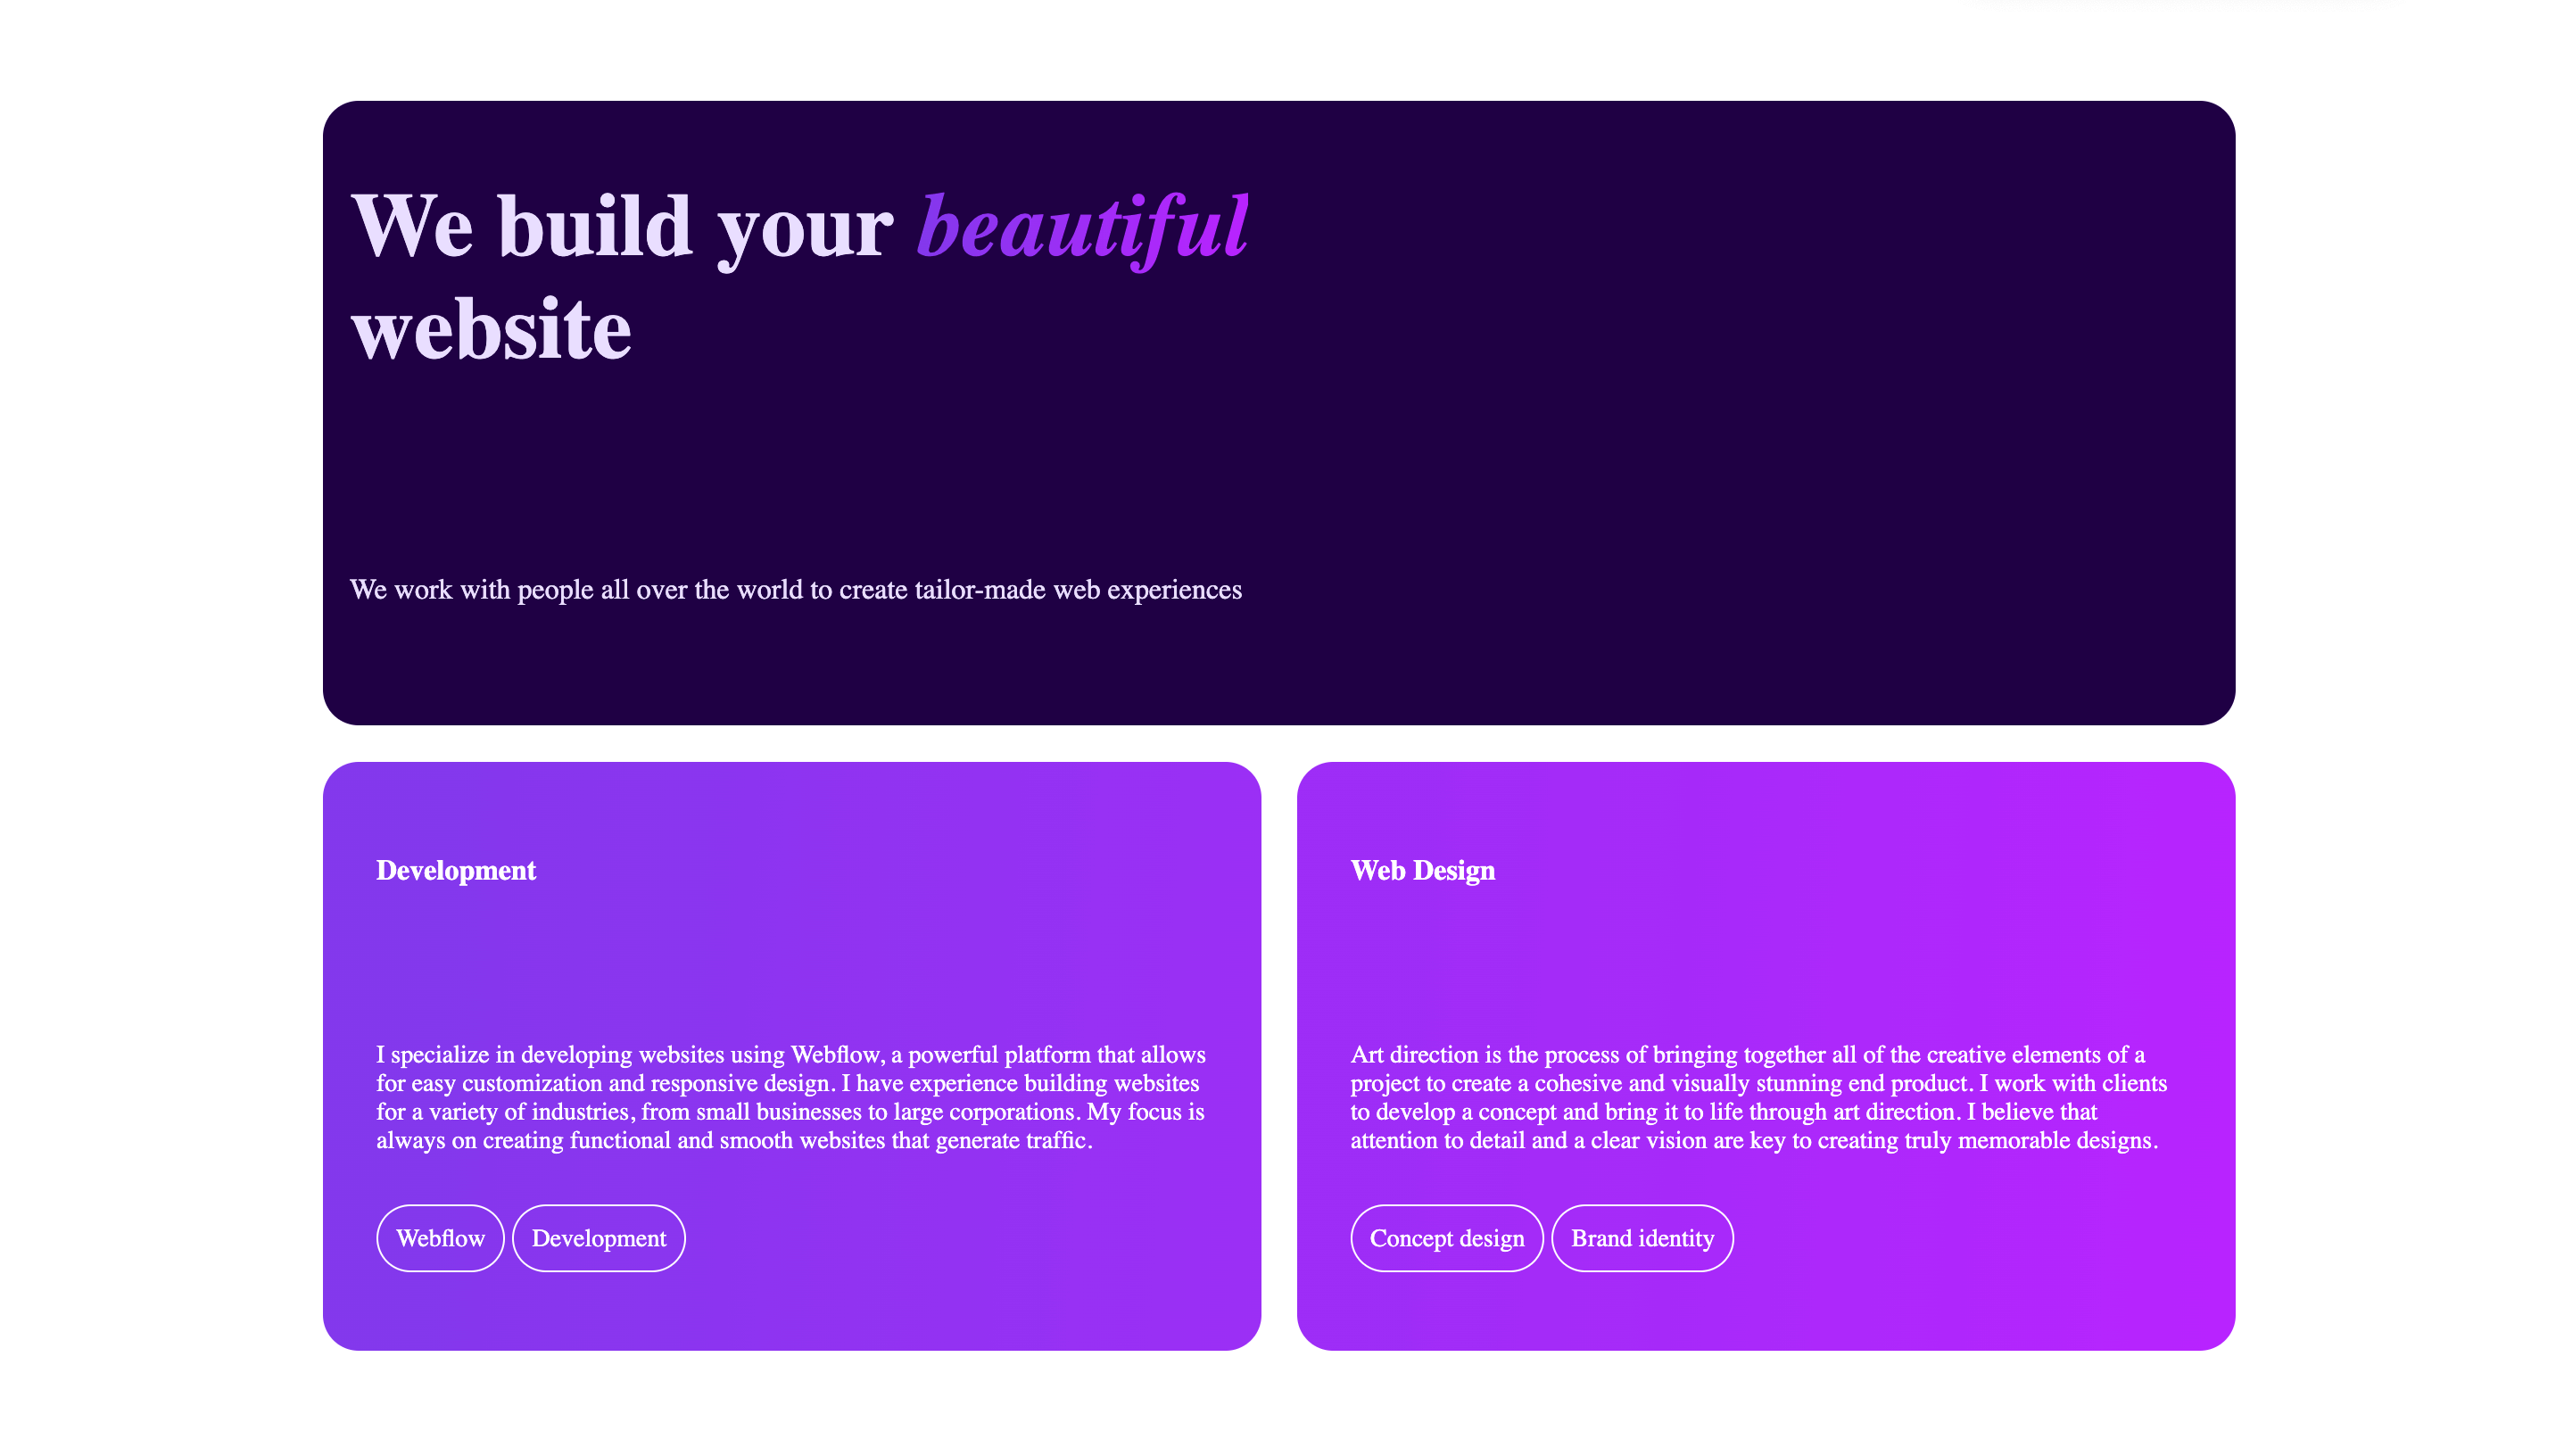 We build your beautiful
website
We work with people all over the world to create tailor-made web experiences
Development
I specialize in developing websites using Webflow, a powerful platform that allows
for easy customization and responsive design. I have experience building websites
for a variety of industries, from small businesses to large corporations. My focus is
always on creating functional and smooth websites that generate traffic.
Webflow Development
Web Design
Art direction is the process of bringing together all of the creative elements of a
project to create a cohesive and visually stunning end product. I work with clients
to develop a concept and bring it to life through art direction. I believe that
attention to detail and a clear vision are key to creating truly memorable designs.
Concept design Brand identity